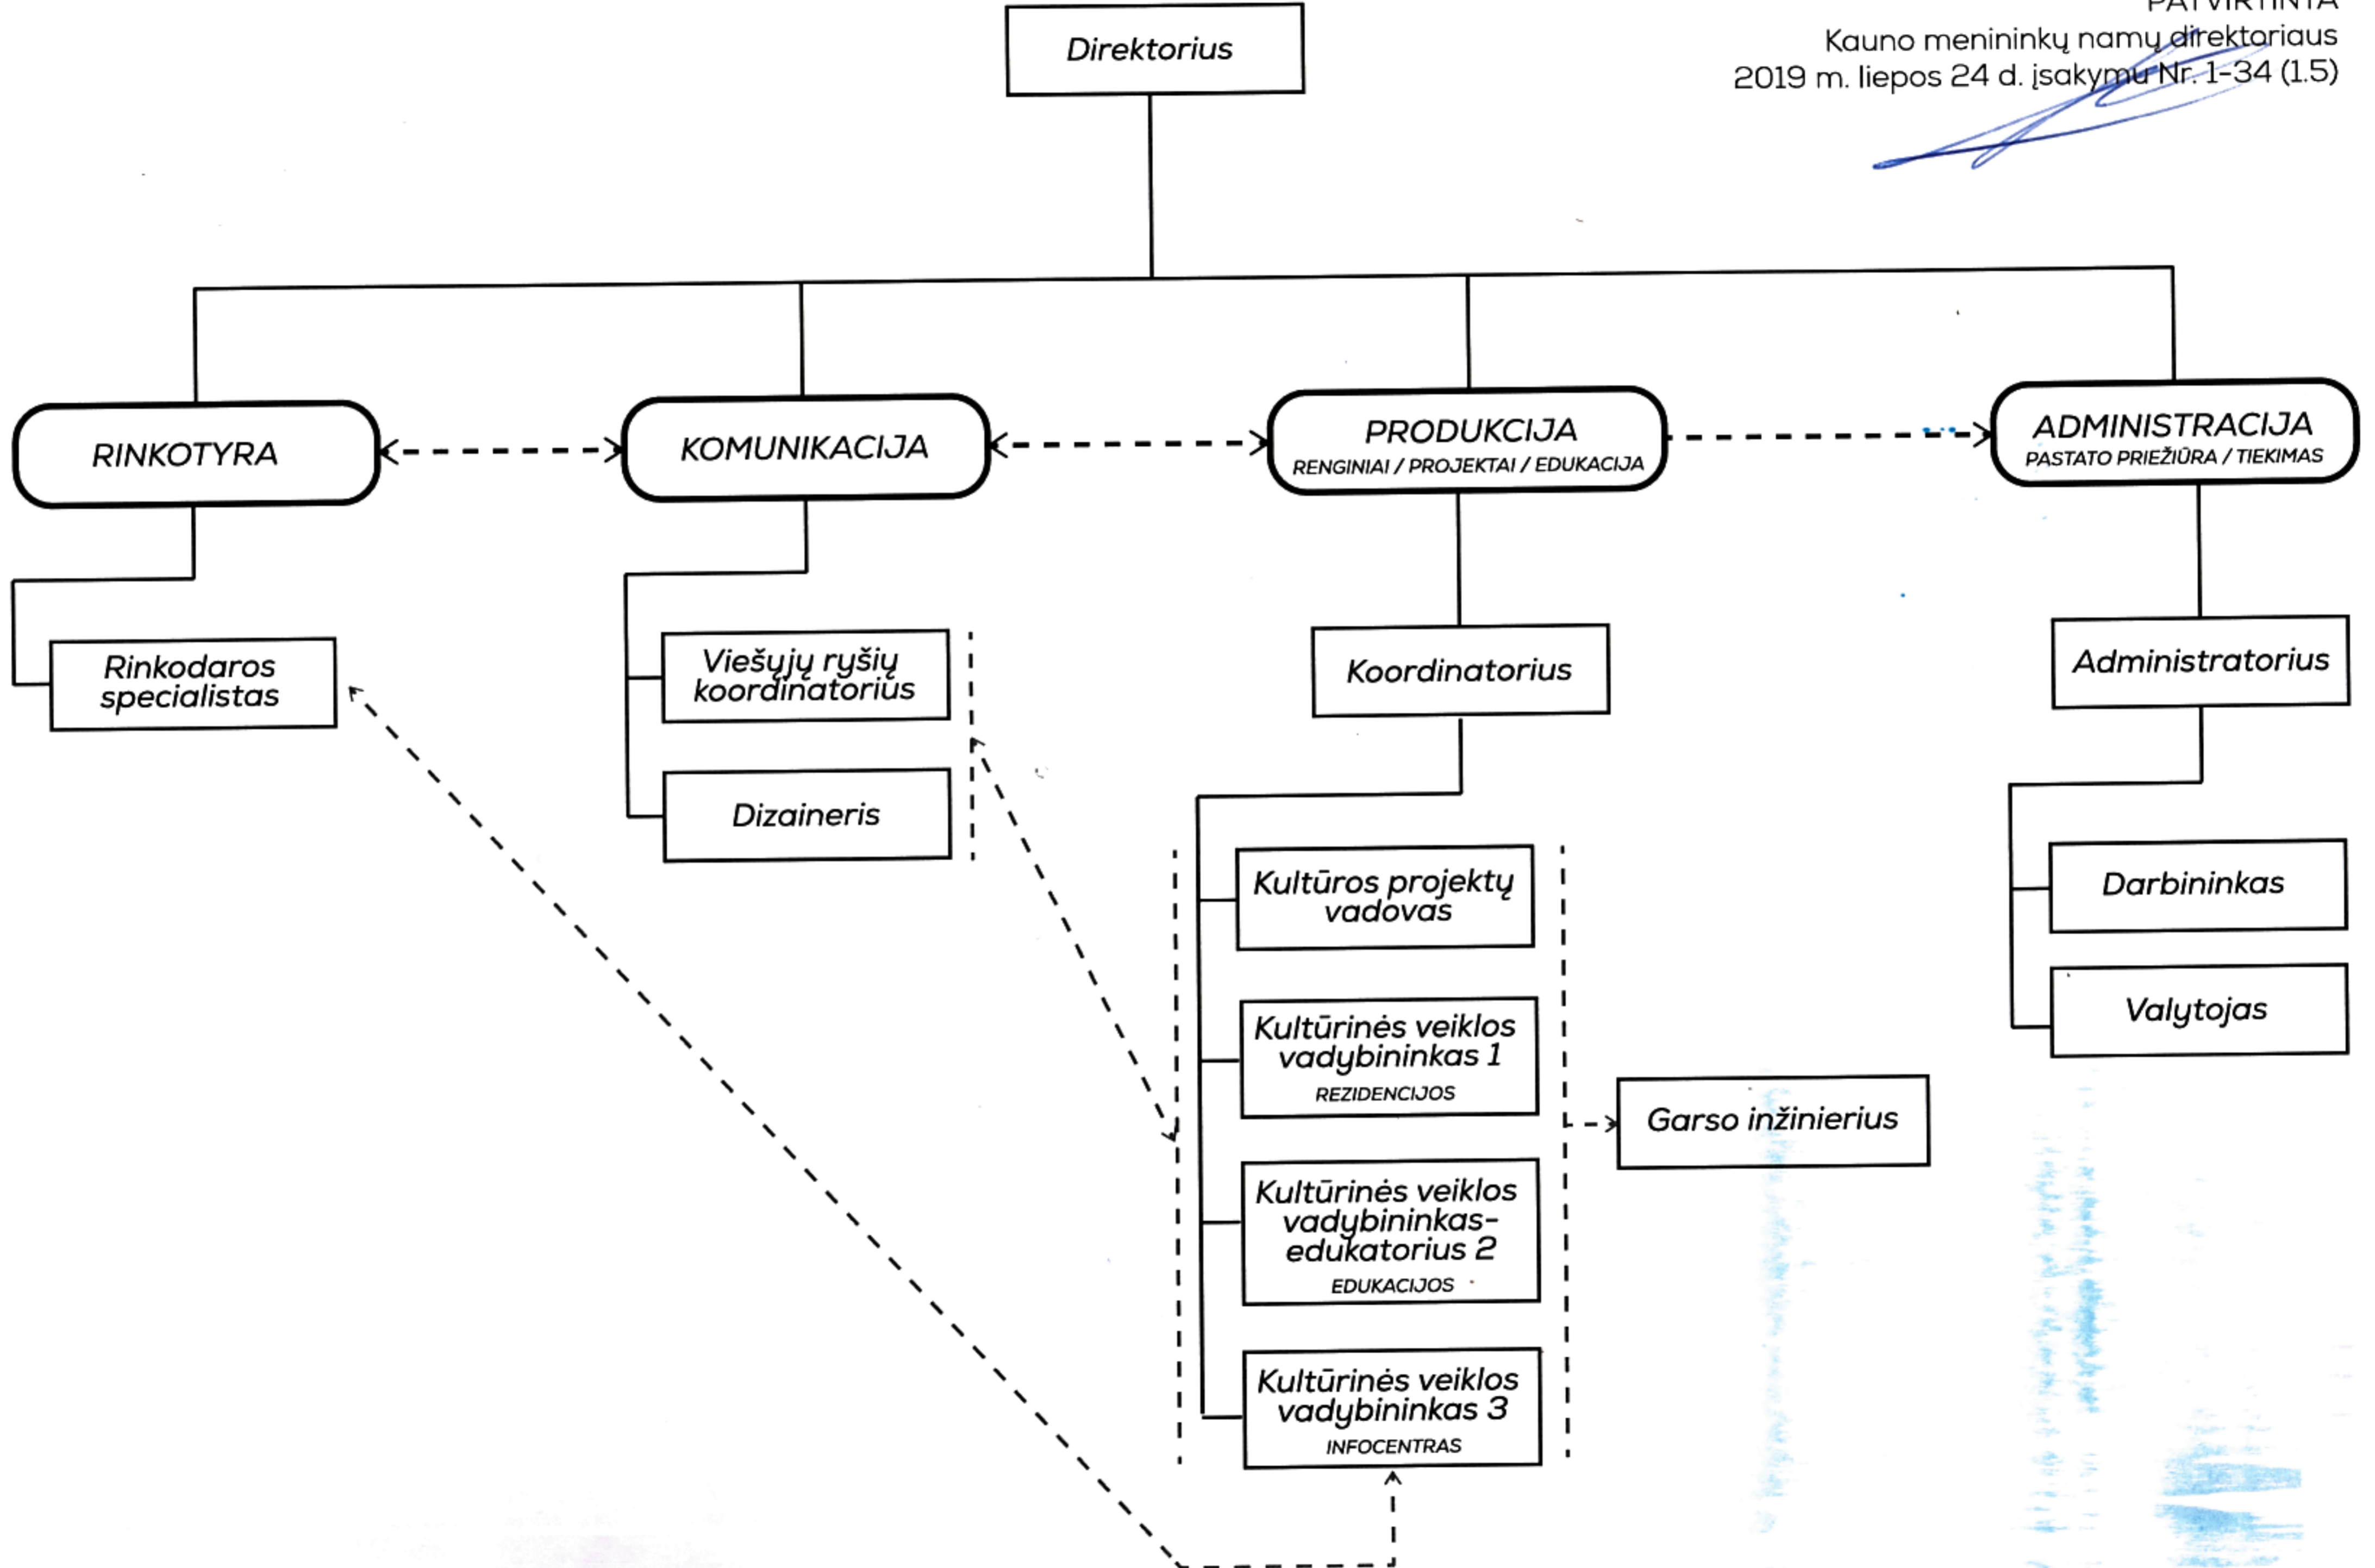 PATVIRTINTA
Kauno menininkų namų direktoriaus
2019 m. liepos 24 d. įsakymu Nr. 1-34 (1.5)
Direktorius
RINKOTYRA
KOMUNIKACIJA
PRODUKCIJA
RENGINIAI / PROJEKTAI / EDUKACIJA
ADMINISTRACIJA
PASTATO PRIEŽIŪRA / TIEKIMAS
Rinkodaros
specialistas
Viešųjų ryšių
koordinatorius
Dizaineris
Koordinatorius
Kultūros projektų
vadovas
Kultūrinės veiklos
vadybininkas 1
REZIDENCIJOS
Kultūrinės veiklos
vadybininkas-
edukatorius 2
EDUKACIJOS
Kultūrinės veiklos
vadybininkas 3
INFOCENTRAS
Garso inžinierius
Administratorius
Darbininkas
Valytojas